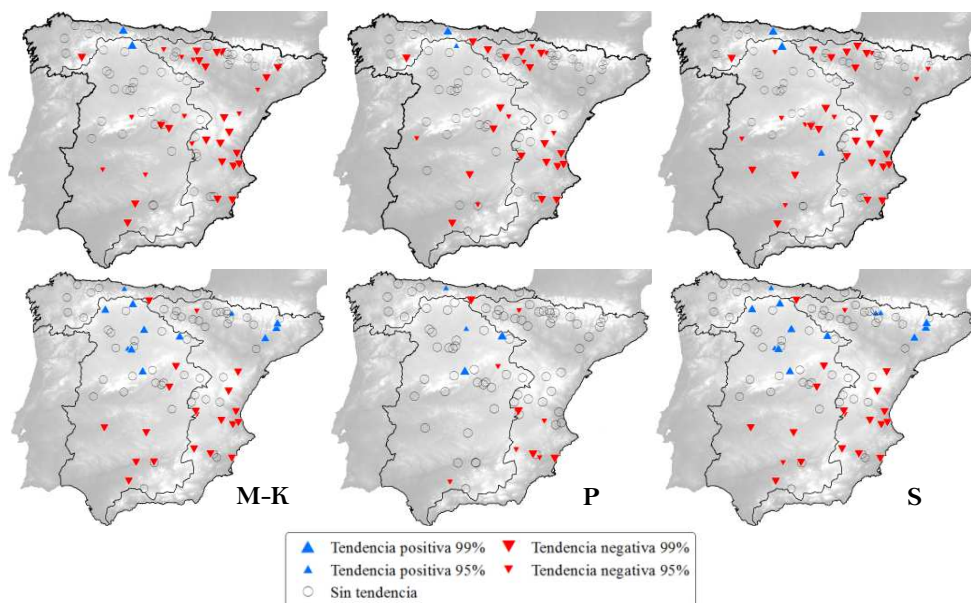 M-K P S
Tendencia positiva 99% Tendencia negativa 99%
Tendencia positiva 95% Tendencia negativa 95%
Sin tendencia